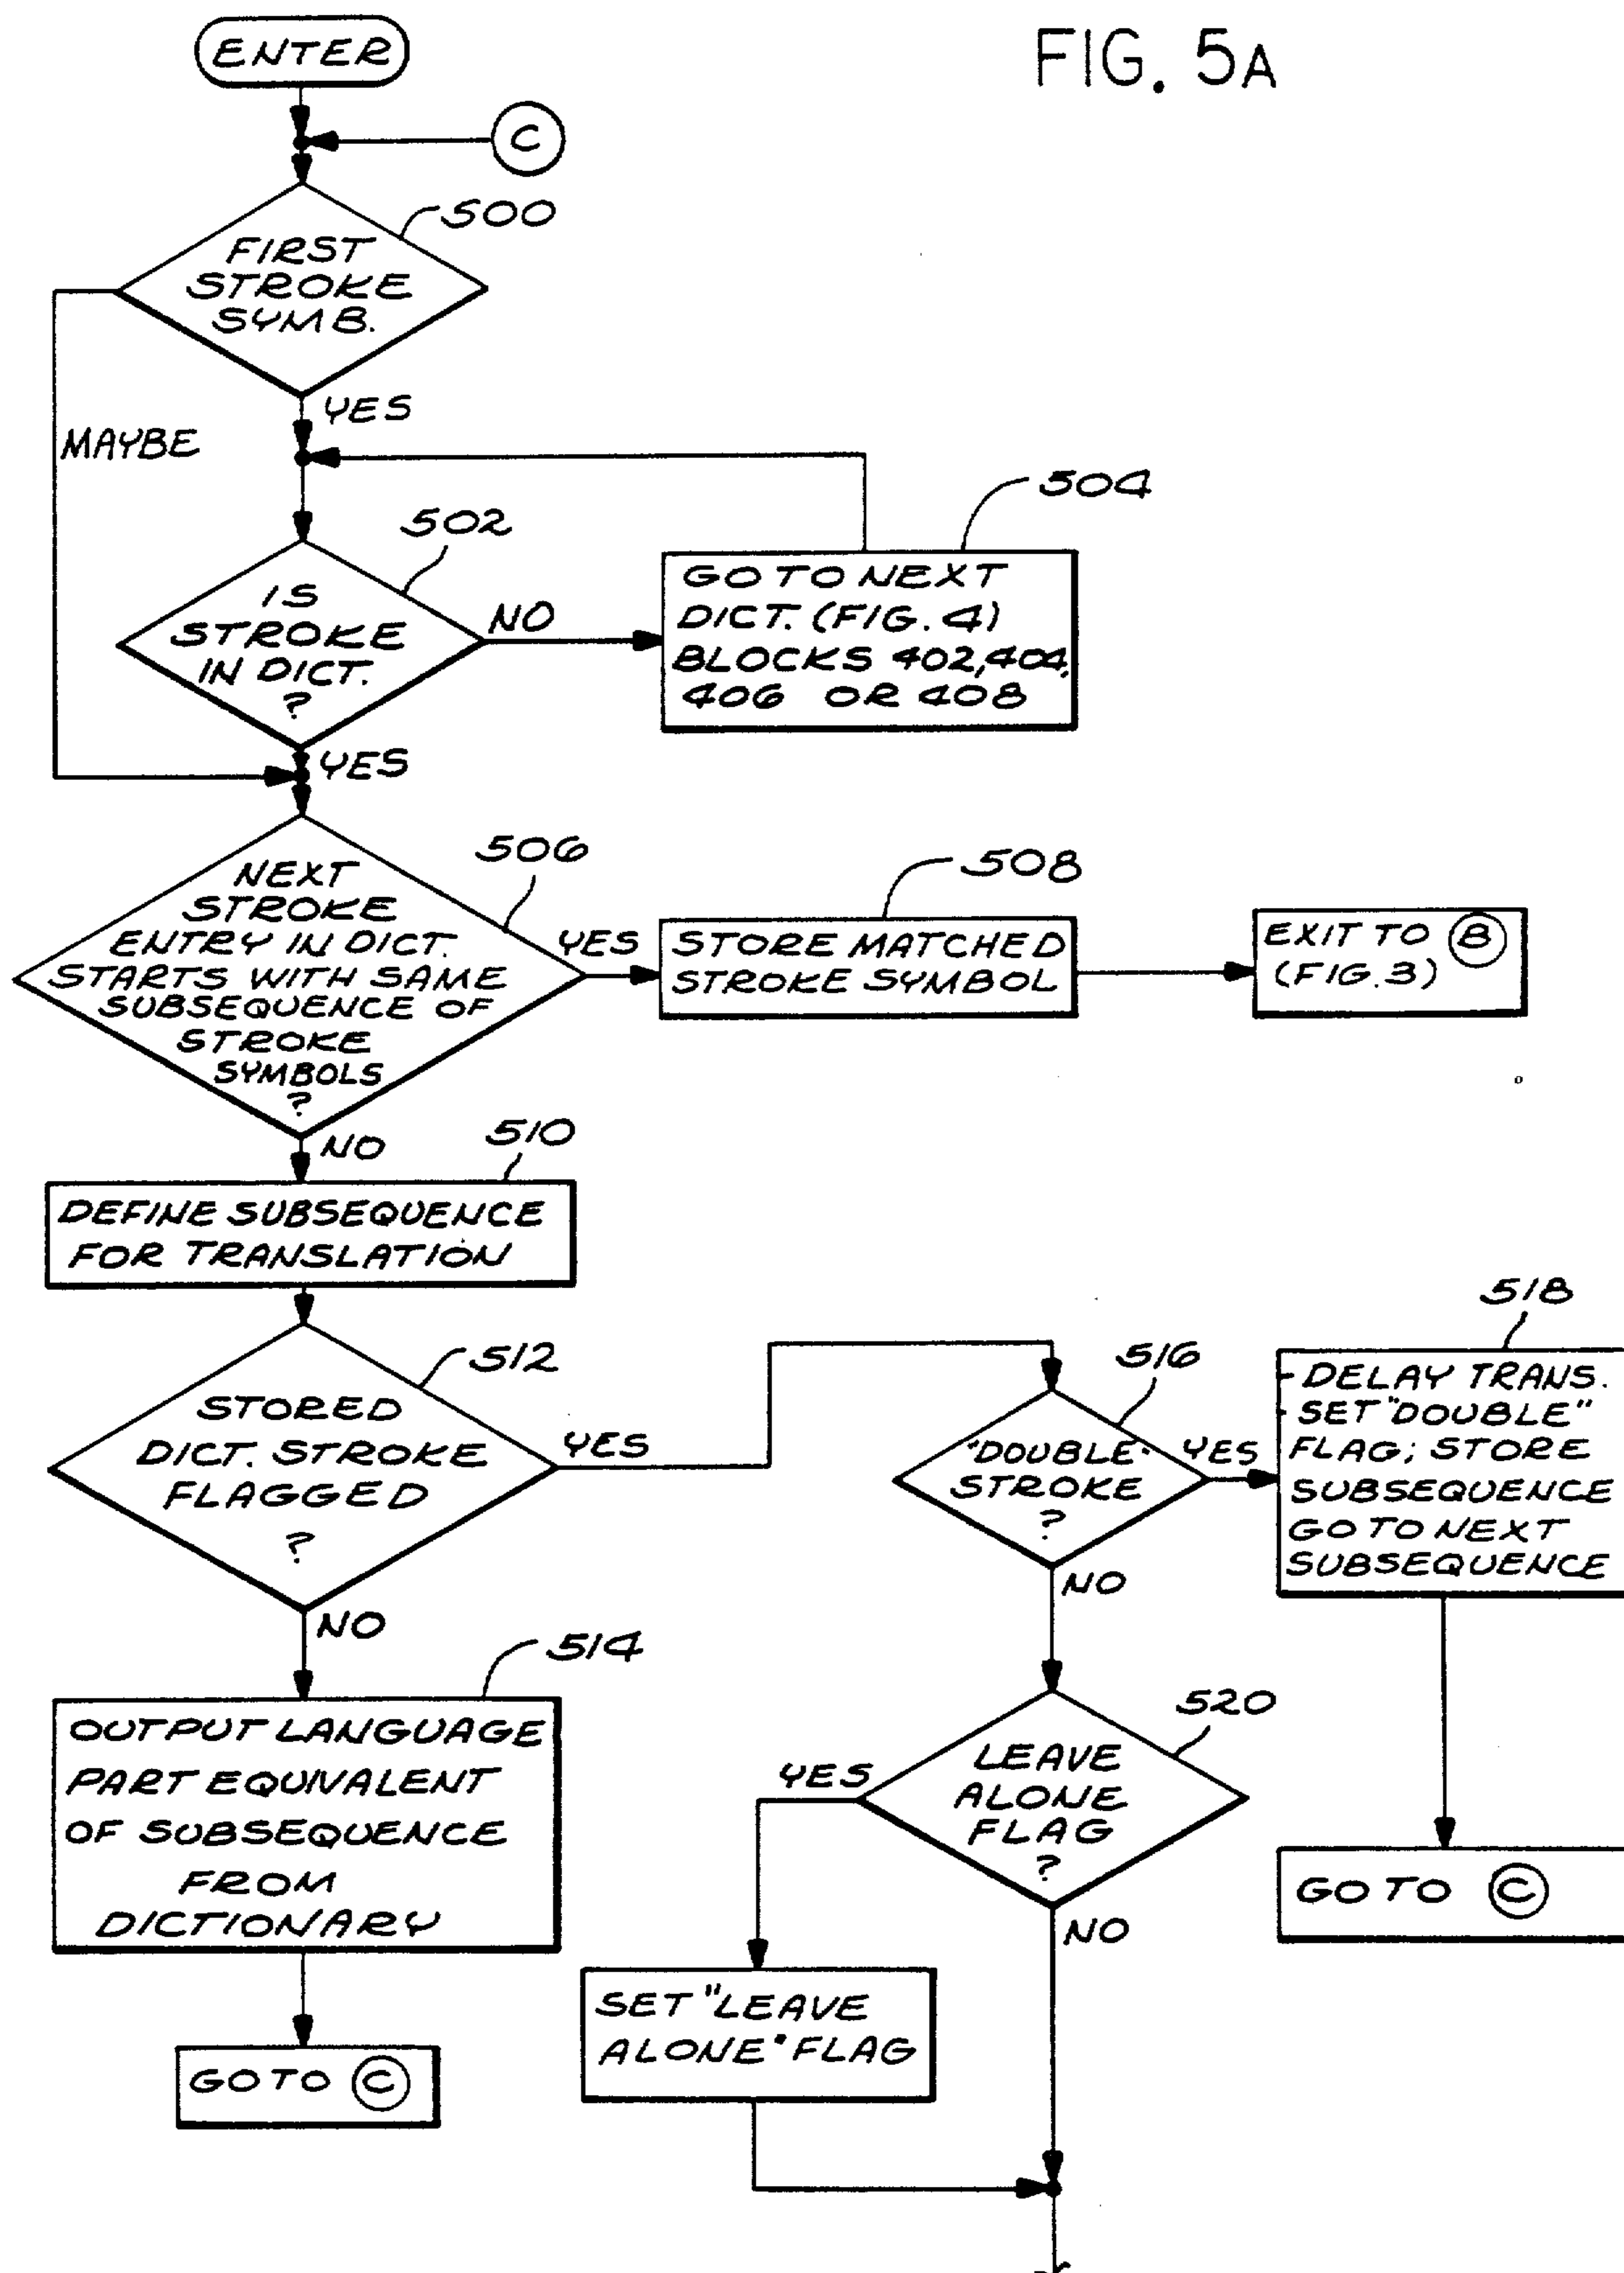 FIG. 5A
ENTER
C
500
FIRST
STROKE
SYMB.
YES
MAYBE
502
IS
STROKE
IN DICT.
?
NO
504
GO TO NEXT
DICT. (FIG. 4)
BLOCKS 402,404,
406 OR 408
YES
506
NEXT
STROKE
ENTRY IN DICT.
STARTS WITH SAME
SUBSEQUENCE OF
STROKE
SYMBOLS
?
YES
508
STORE MATCHED
STROKE SYMBOL
EXIT TO B
(FIG.3)
NO
510
DEFINE SUBSEQUENCE
FOR TRANSLATION
512
STORED
DICT. STROKE
FLAGGED
?
YES
516
"DOUBLE"
STROKE
?
YES
518
- DELAY TRANS.
- SET "DOUBLE"
FLAG; STORE
SUBSEQUENCE
GO TO NEXT
SUBSEQUENCE
NO
NO
514
OUTPUT LANGUAGE
PART EQUIVALENT
OF SUBSEQUENCE
FROM
DICTIONARY
GO TO C
520
LEAVE
ALONE
FLAG
?
YES
NO
SET "LEAVE
ALONE" FLAG
GO TO C